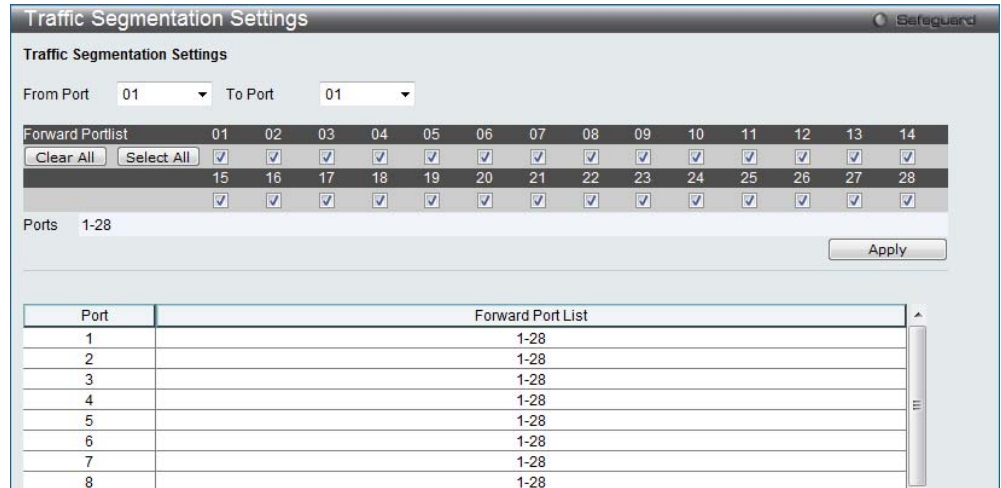 Traffic Segmentation Settings Safeguard
Traffic Segmentation Settings
From Port 01 To Port 01
Forward Portlist 01 02 03 04 05 06 07 08 09 10 11 12 13 14
Clear All Select All
15 16 17 18 19 20 21 22 23 24 25 26 27 28
Ports 1-28
Apply
Port Forward Port List
1 1-28
2 1-28
3 1-28
4 1-28
5 1-28
6 1-28
7 1-28
8 1-28